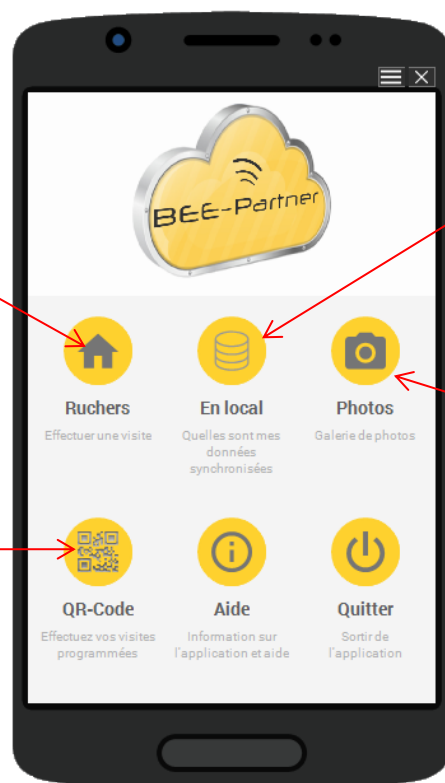 BEE-Partner
Ruchers
Effectuer une visite
En local
Quelles sont mes
données
synchronisées
Photos
Galerie de photos
QR-Code
Effectuez vos visites
programmées
Aide
Information sur
l'application et aide
Quitter
Sortir de
l'application